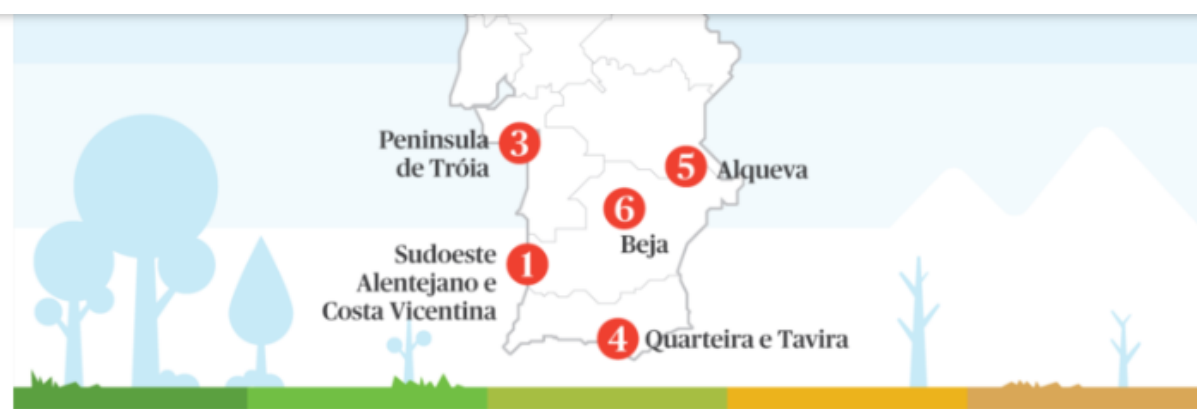 Peninsula
de Tróia
3
5
Alqueva
6
Beja
Sudoeste
Alentejano e
Costa Vicentina
1
4
Quarteira e Tavira